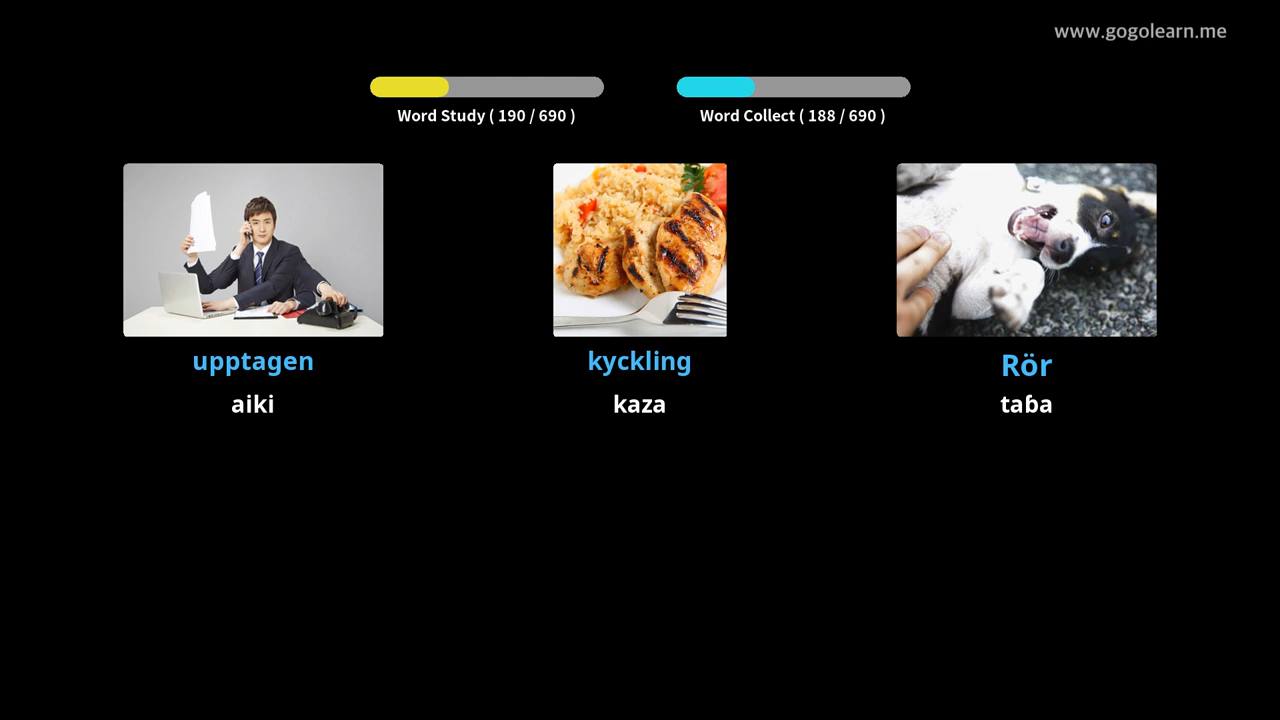 www.gogolearn.me
Word Study ( 190 / 690 )
Word Collect ( 188 / 690 )
upptagen
kyckling
Rör
aiki
kaza
taɓa